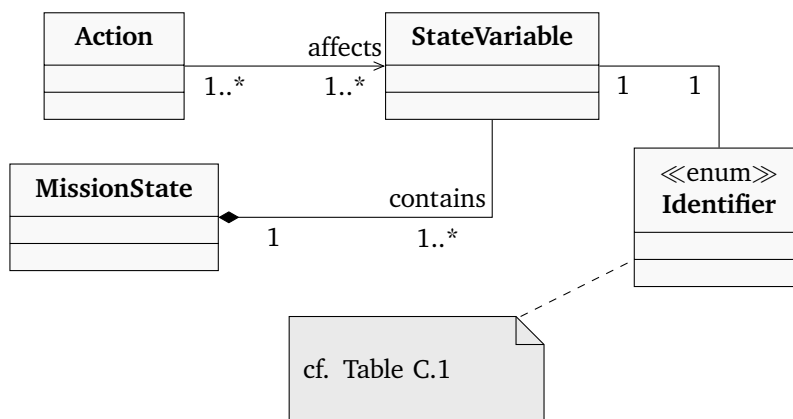 Action
affects
StateVariable
1..*
1..*
1
1
≪enum≫
Identifier
MissionState
contains
1
1..*
cf. Table C.1